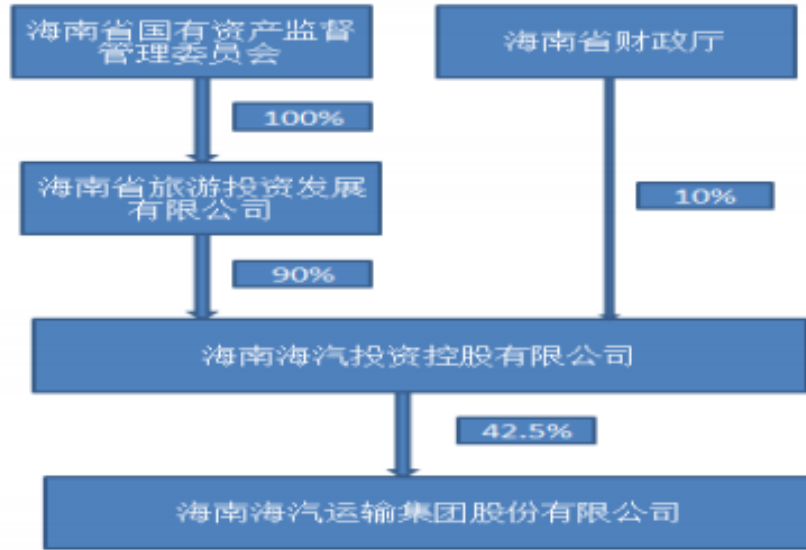 海南省国有资产监督
管理委员会
海南省财政厅
100%
海南省旅游投资发展
有限公司
10%
90%
海南海汽投资控股有限公司
42.5%
海南海汽运输集团股份有限公司